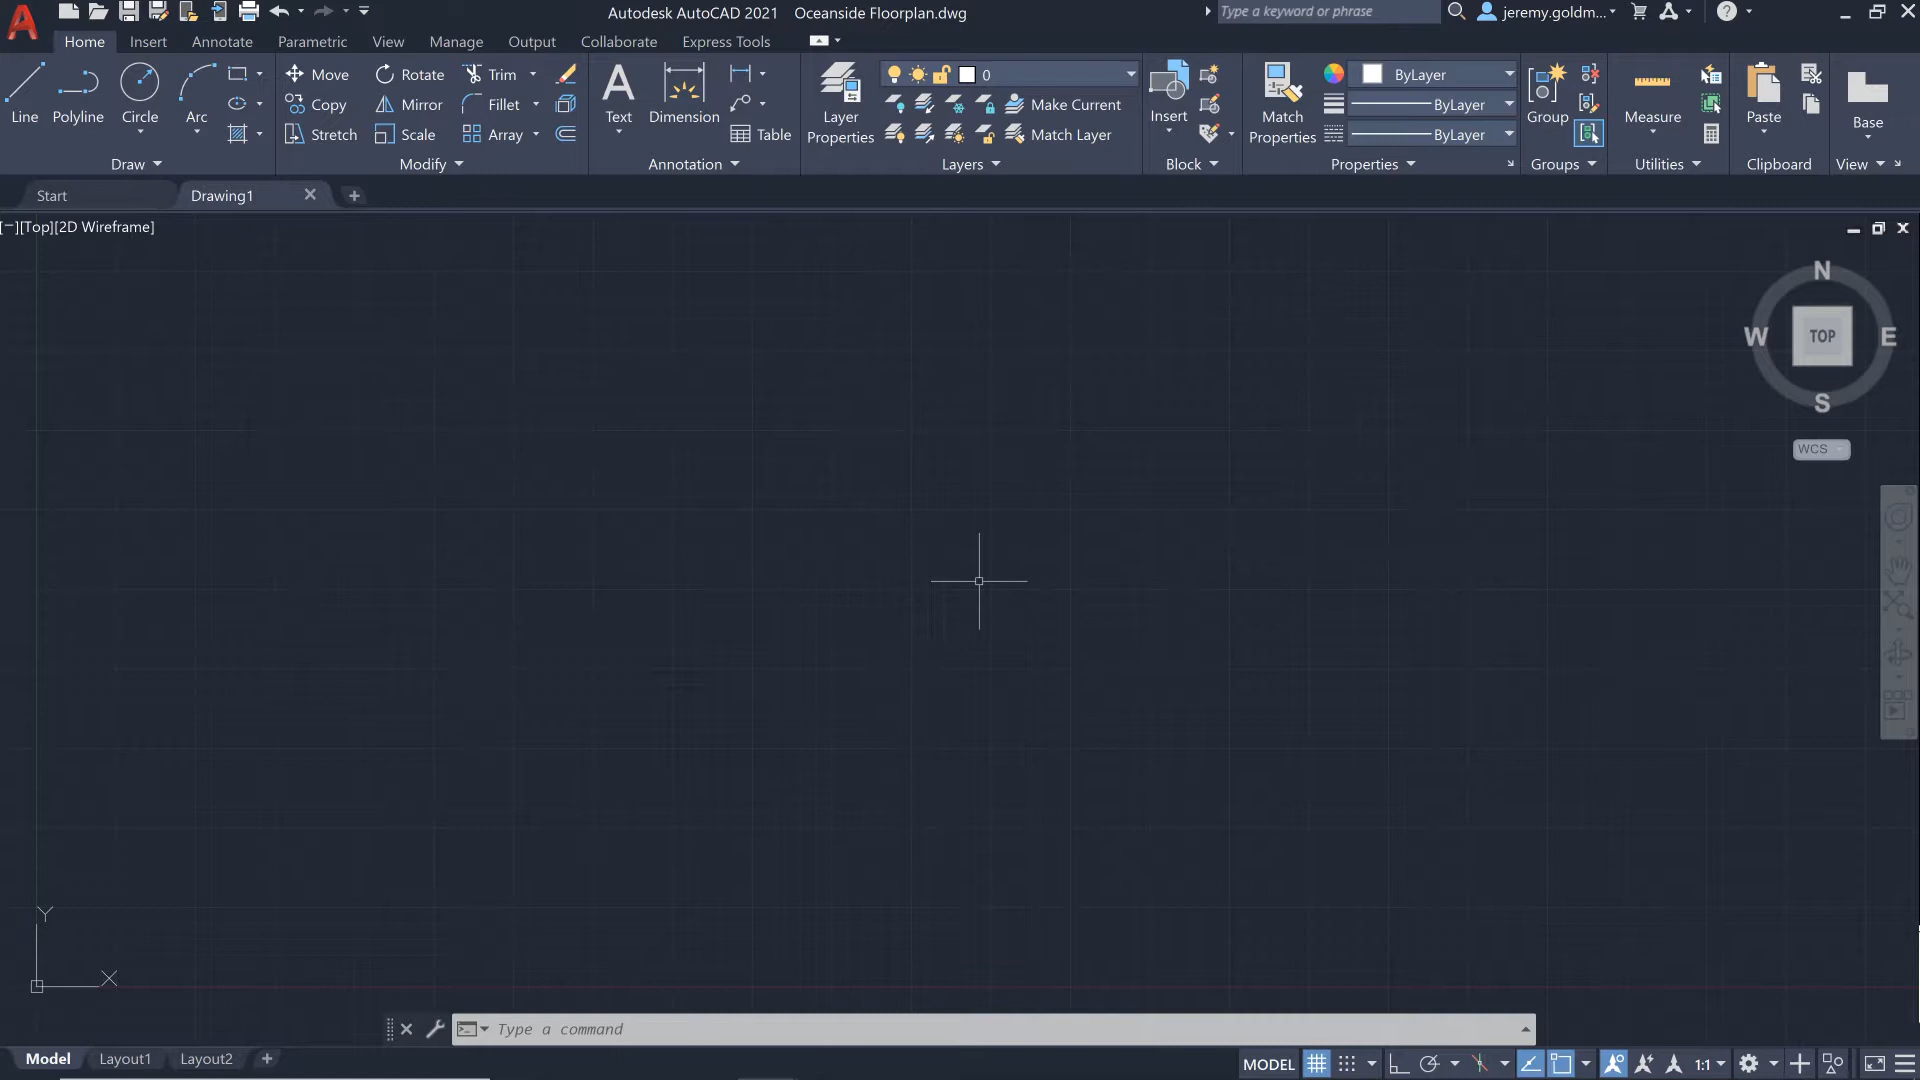 Autodesk AutoCAD 2021 Oceanside Floorplan.dwg
Type a keyword or phrase
jeremy.goldm...
Home Insert Annotate Parametric View Manage Output Collaborate Express Tools
Move Rotate Trim 0 ByLayer
Copy Mirror Fillet Make Current ByLayer
Line Polyline Circle Arc Text Dimension Layer Properties Insert Match Properties Group Measure Paste Base
Stretch Scale Array Table Match Layer ByLayer
Draw Modify Annotation Layers Block Properties Groups Utilities Clipboard View
Start Drawing1
[−][Top][2D Wireframe]
N
W TOP E
S
WCS
Y
X
Type a command
Model Layout1 Layout2
MODEL 1:1